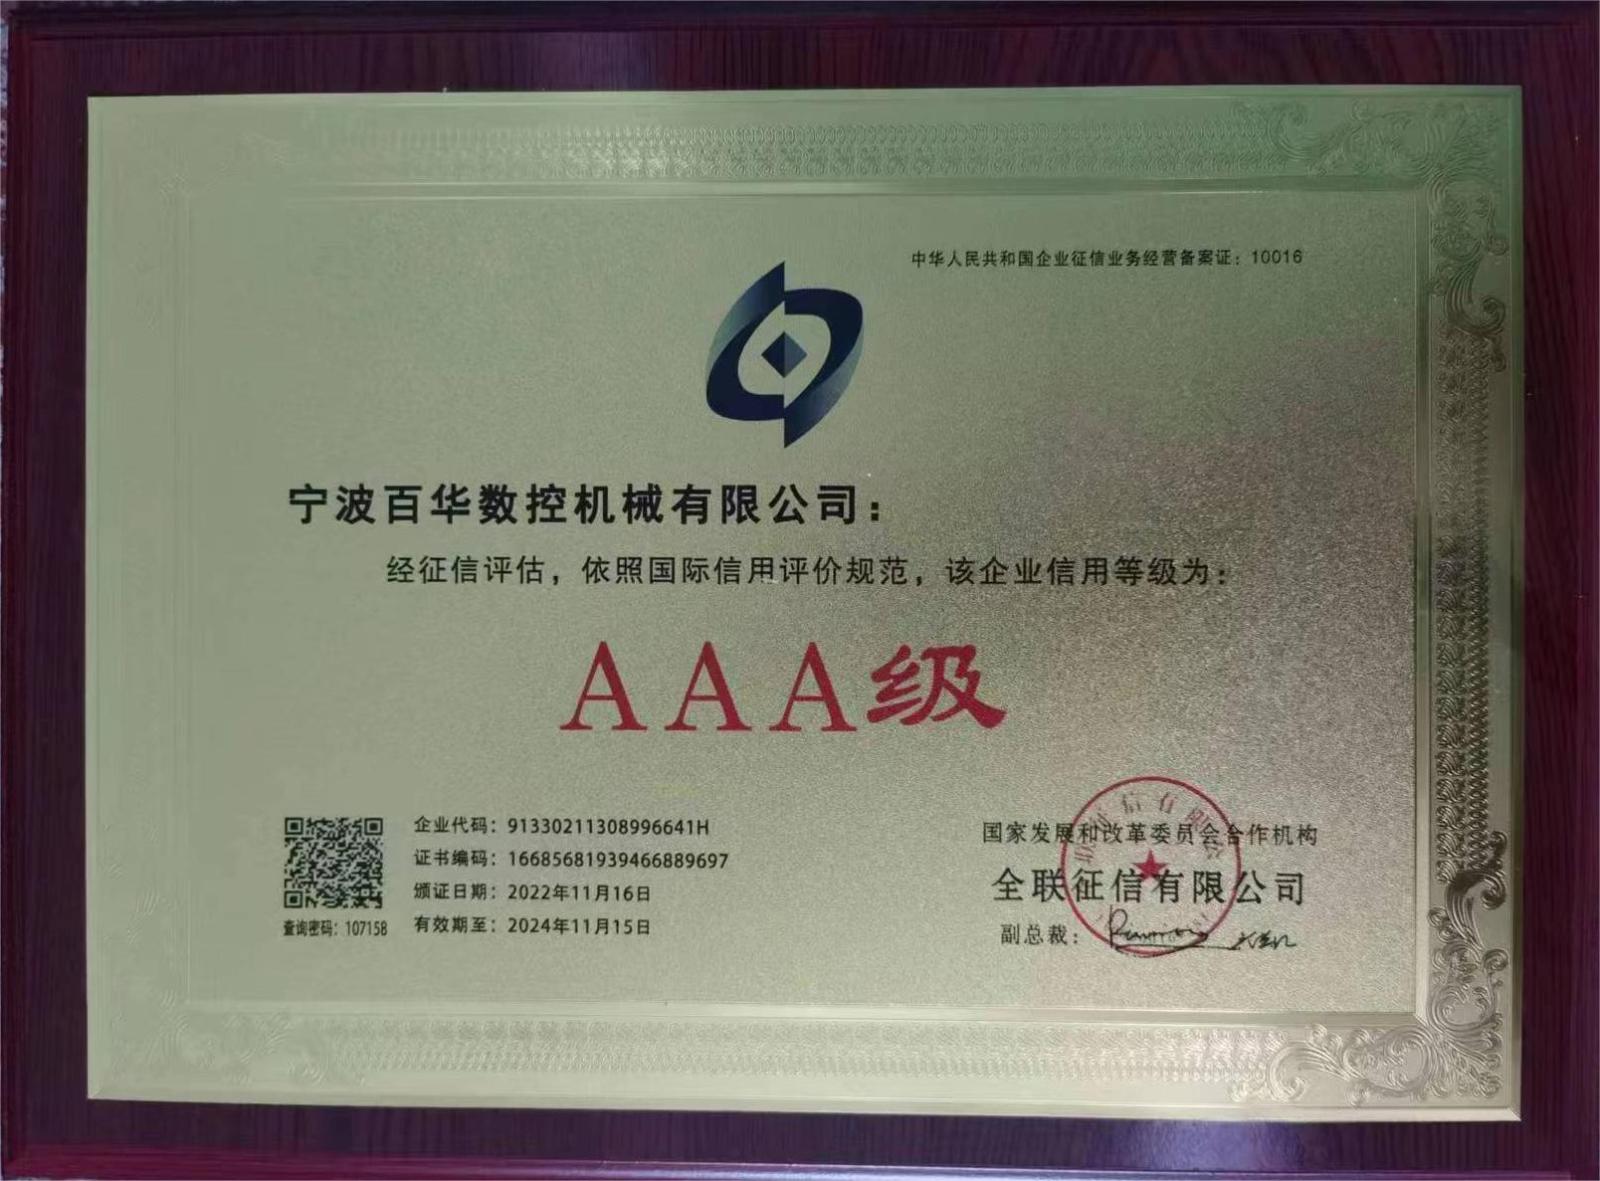 中华人民共和国企业征信业务经营备案证：10016
宁波百华数控机械有限公司：
经征信评估，依照国际信用评价规范，该企业信用等级为：
AAA级
企业代码：91330211308996641H
证书编码：16685681939466889697
颁证日期：2022年11月16日
有效期至：2024年11月15日
查询密码：107158
国家发展和改革委员会合作机构
全联征信有限公司
副总裁：